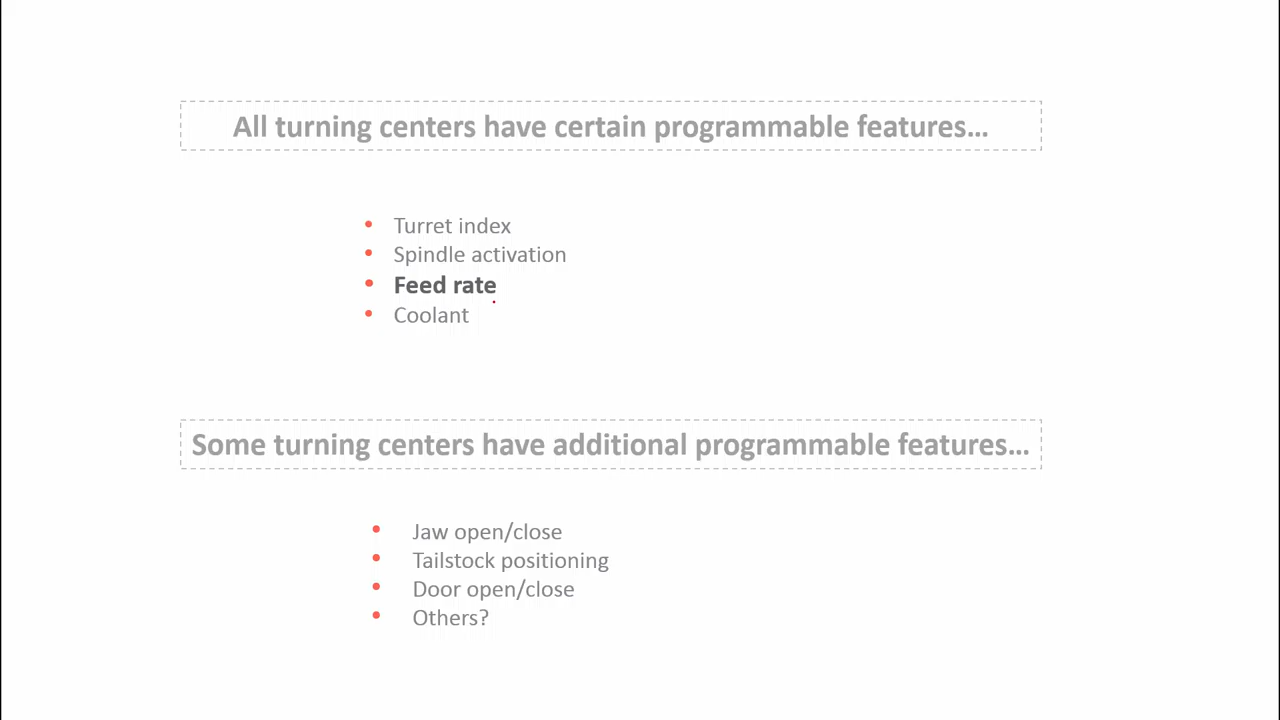 All turning centers have certain programmable features...
• Turret index
• Spindle activation
• Feed rate
• Coolant
Some turning centers have additional programmable features...
• Jaw open/close
• Tailstock positioning
• Door open/close
• Others?